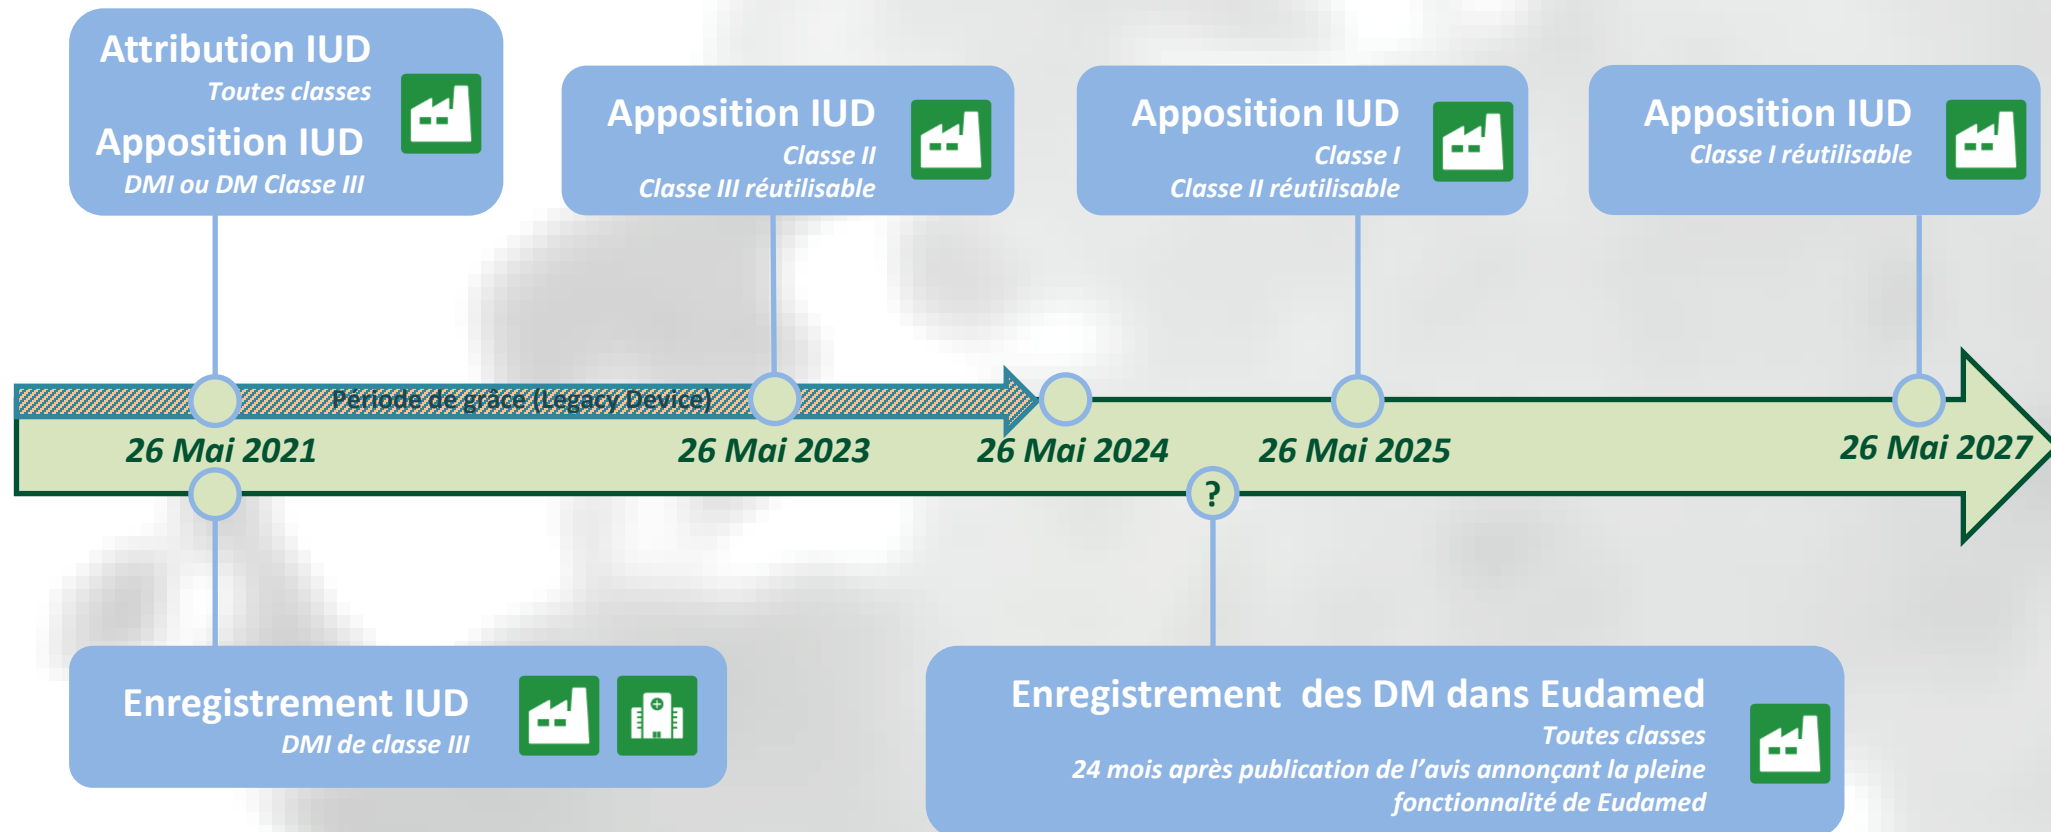 Attribution IUD
Toutes classes
Apposition IUD
DMI ou DM Classe III
Apposition IUD
Classe II
Classe III réutilisable
Apposition IUD
Classe I
Classe II réutilisable
Apposition IUD
Classe I réutilisable
Période de grâce (Legacy Device)
26 Mai 2021
26 Mai 2023
26 Mai 2024
26 Mai 2025
26 Mai 2027
?
Enregistrement IUD
DMI de classe III
Enregistrement des DM dans Eudamed
Toutes classes
24 mois après publication de l'avis annonçant la pleine
fonctionnalité de Eudamed